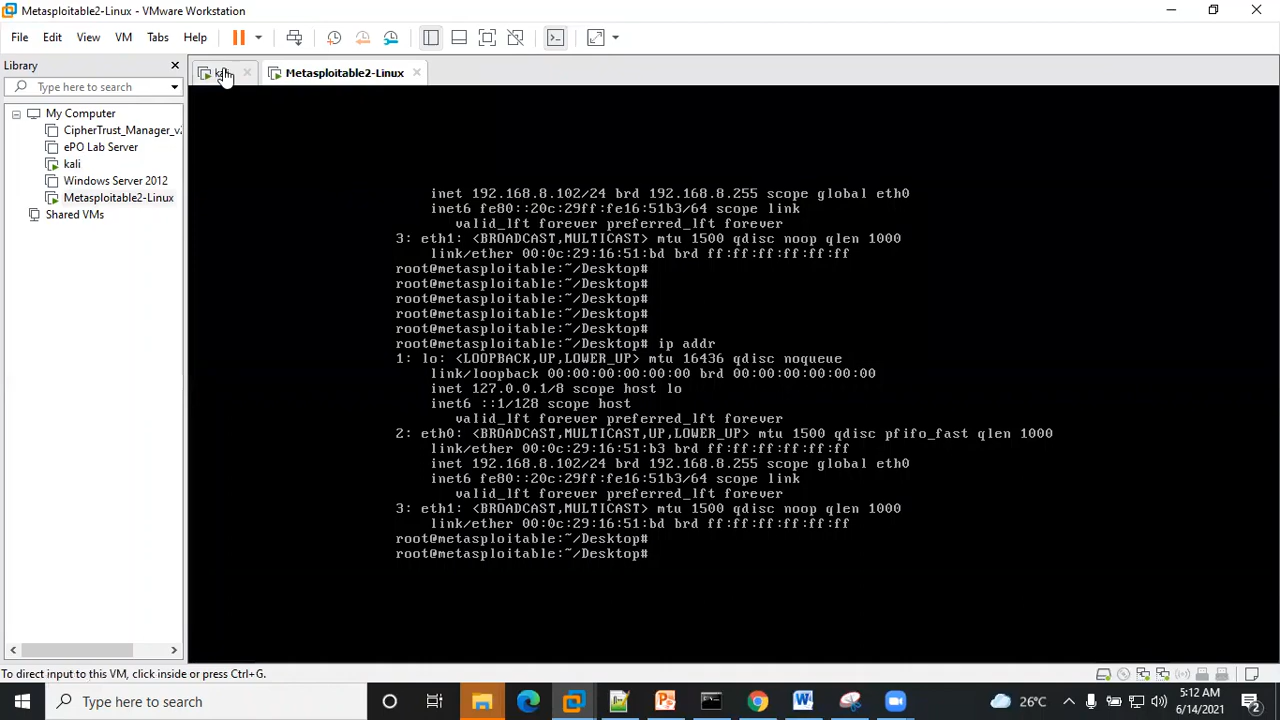 Metasploitable2-Linux - VMware Workstation
File Edit View VM Tabs Help
Library
Type here to search
My Computer
CipherTrust_Manager_v
ePO Lab Server
kali
Windows Server 2012
Metasploitable2-Linux
Shared VMs
Metasploitable2-Linux
inet 192.168.8.102/24 brd 192.168.8.255 scope global eth0
inet6 fe80::20c:29ff:fe16:51b3/64 scope link
valid_lft forever preferred_lft forever
3: eth1: <BROADCAST,MULTICAST> mtu 1500 qdisc noop qlen 1000
link/ether 00:0c:29:16:51:bd brd ff:ff:ff:ff:ff:ff
root@metasploitable:~/Desktop#
root@metasploitable:~/Desktop#
root@metasploitable:~/Desktop#
root@metasploitable:~/Desktop#
root@metasploitable:~/Desktop#
root@metasploitable:~/Desktop# ip addr
1: lo: <LOOPBACK,UP,LOWER_UP> mtu 16436 qdisc noqueue
link/loopback 00:00:00:00:00:00 brd 00:00:00:00:00:00
inet 127.0.0.1/8 scope host lo
inet6 ::1/128 scope host
valid_lft forever preferred_lft forever
2: eth0: <BROADCAST,MULTICAST,UP,LOWER_UP> mtu 1500 qdisc pfifo_fast qlen 1000
link/ether 00:0c:29:16:51:b3 brd ff:ff:ff:ff:ff:ff
inet 192.168.8.102/24 brd 192.168.8.255 scope global eth0
inet6 fe80::20c:29ff:fe16:51b3/64 scope link
valid_lft forever preferred_lft forever
3: eth1: <BROADCAST,MULTICAST> mtu 1500 qdisc noop qlen 1000
link/ether 00:0c:29:16:51:bd brd ff:ff:ff:ff:ff:ff
root@metasploitable:~/Desktop#
root@metasploitable:~/Desktop#
To direct input to this VM, click inside or press Ctrl+G.
Type here to search
26°C
5:12 AM
6/14/2021
2